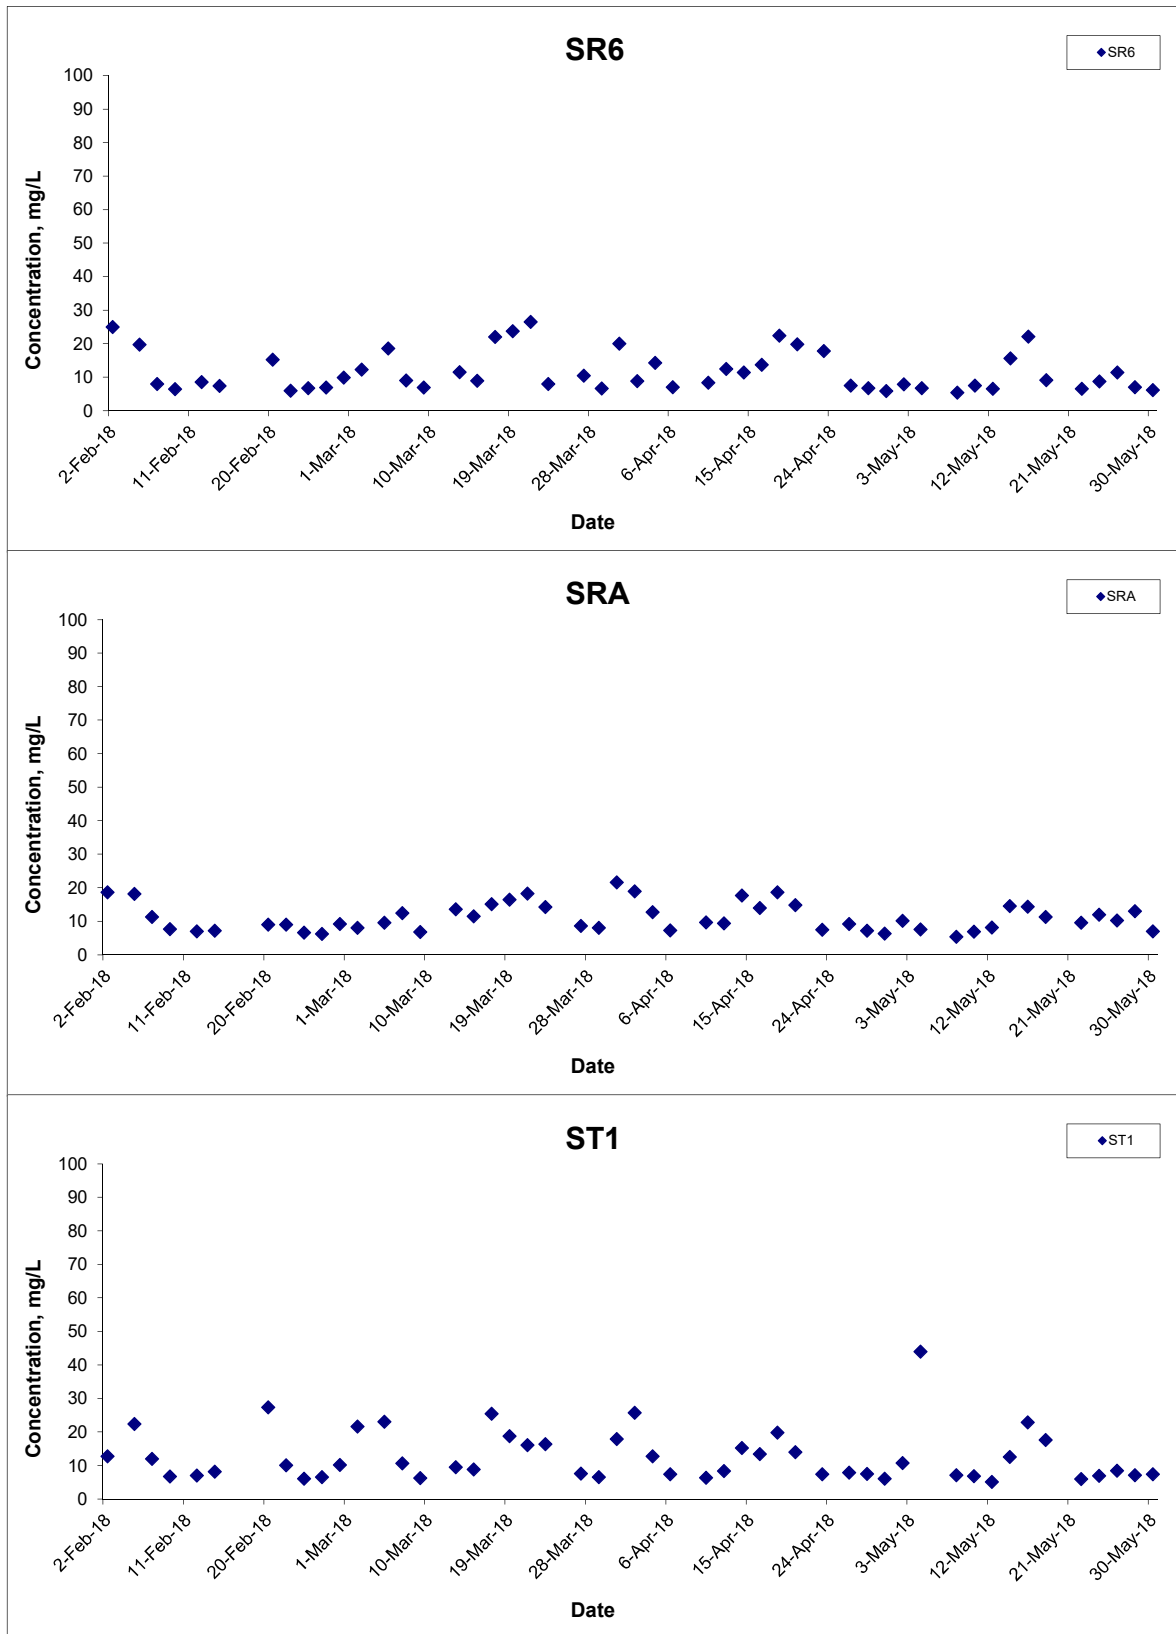 SR6
SR6
100
90
80
70
60
50
40
30
20
10
0
Concentration, mg/L
2-Feb-18
11-Feb-18
20-Feb-18
1-Mar-18
10-Mar-18
19-Mar-18
28-Mar-18
6-Apr-18
15-Apr-18
24-Apr-18
3-May-18
12-May-18
21-May-18
30-May-18
Date
SRA
SRA
100
90
80
70
60
50
40
30
20
10
0
Concentration, mg/L
2-Feb-18
11-Feb-18
20-Feb-18
1-Mar-18
10-Mar-18
19-Mar-18
28-Mar-18
6-Apr-18
15-Apr-18
24-Apr-18
3-May-18
12-May-18
21-May-18
30-May-18
Date
ST1
ST1
100
90
80
70
60
50
40
30
20
10
0
Concentration, mg/L
2-Feb-18
11-Feb-18
20-Feb-18
1-Mar-18
10-Mar-18
19-Mar-18
28-Mar-18
6-Apr-18
15-Apr-18
24-Apr-18
3-May-18
12-May-18
21-May-18
30-May-18
Date